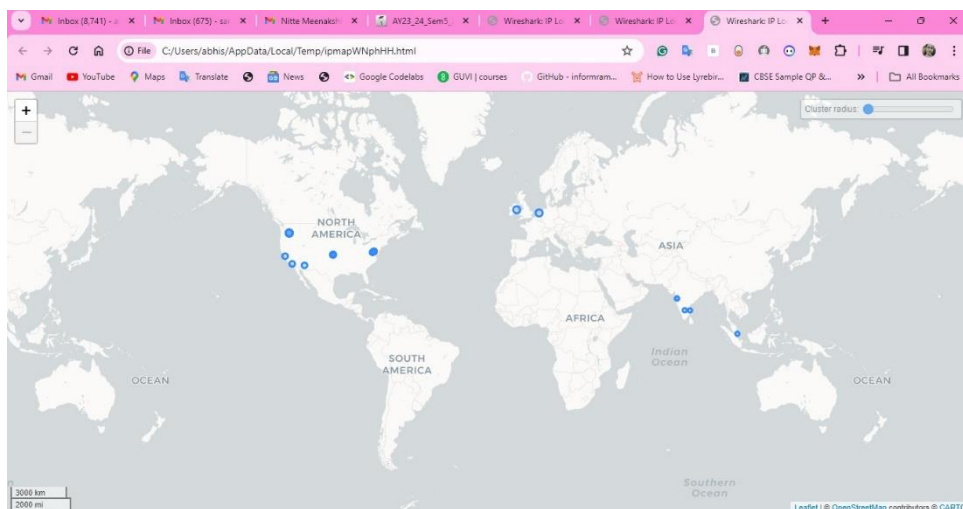 Inbox (8,741) - a
Inbox (675) - sar
Nitte Meenakshi
AY23_24_Sem5_
Wireshark: IP Lo
Wireshark: IP Lo
Wireshark: IP Lo
File C:/Users/abhis/AppData/Local/Temp/ipmapWNphHH.html
Gmail
YouTube
Maps
Translate
News
Google Codelabs
GUVI | courses
GitHub - informram...
How to Use Lyrebir...
CBSE Sample QP &...
»
All Bookmarks
+
−
Cluster radius:
NORTH
AMERICA
ASIA
AFRICA
Indian
Ocean
SOUTH
AMERICA
OCEAN
OCEAN
Southern
Ocean
3000 km
2000 mi
Leaflet | © OpenStreetMap contributors © CARTO